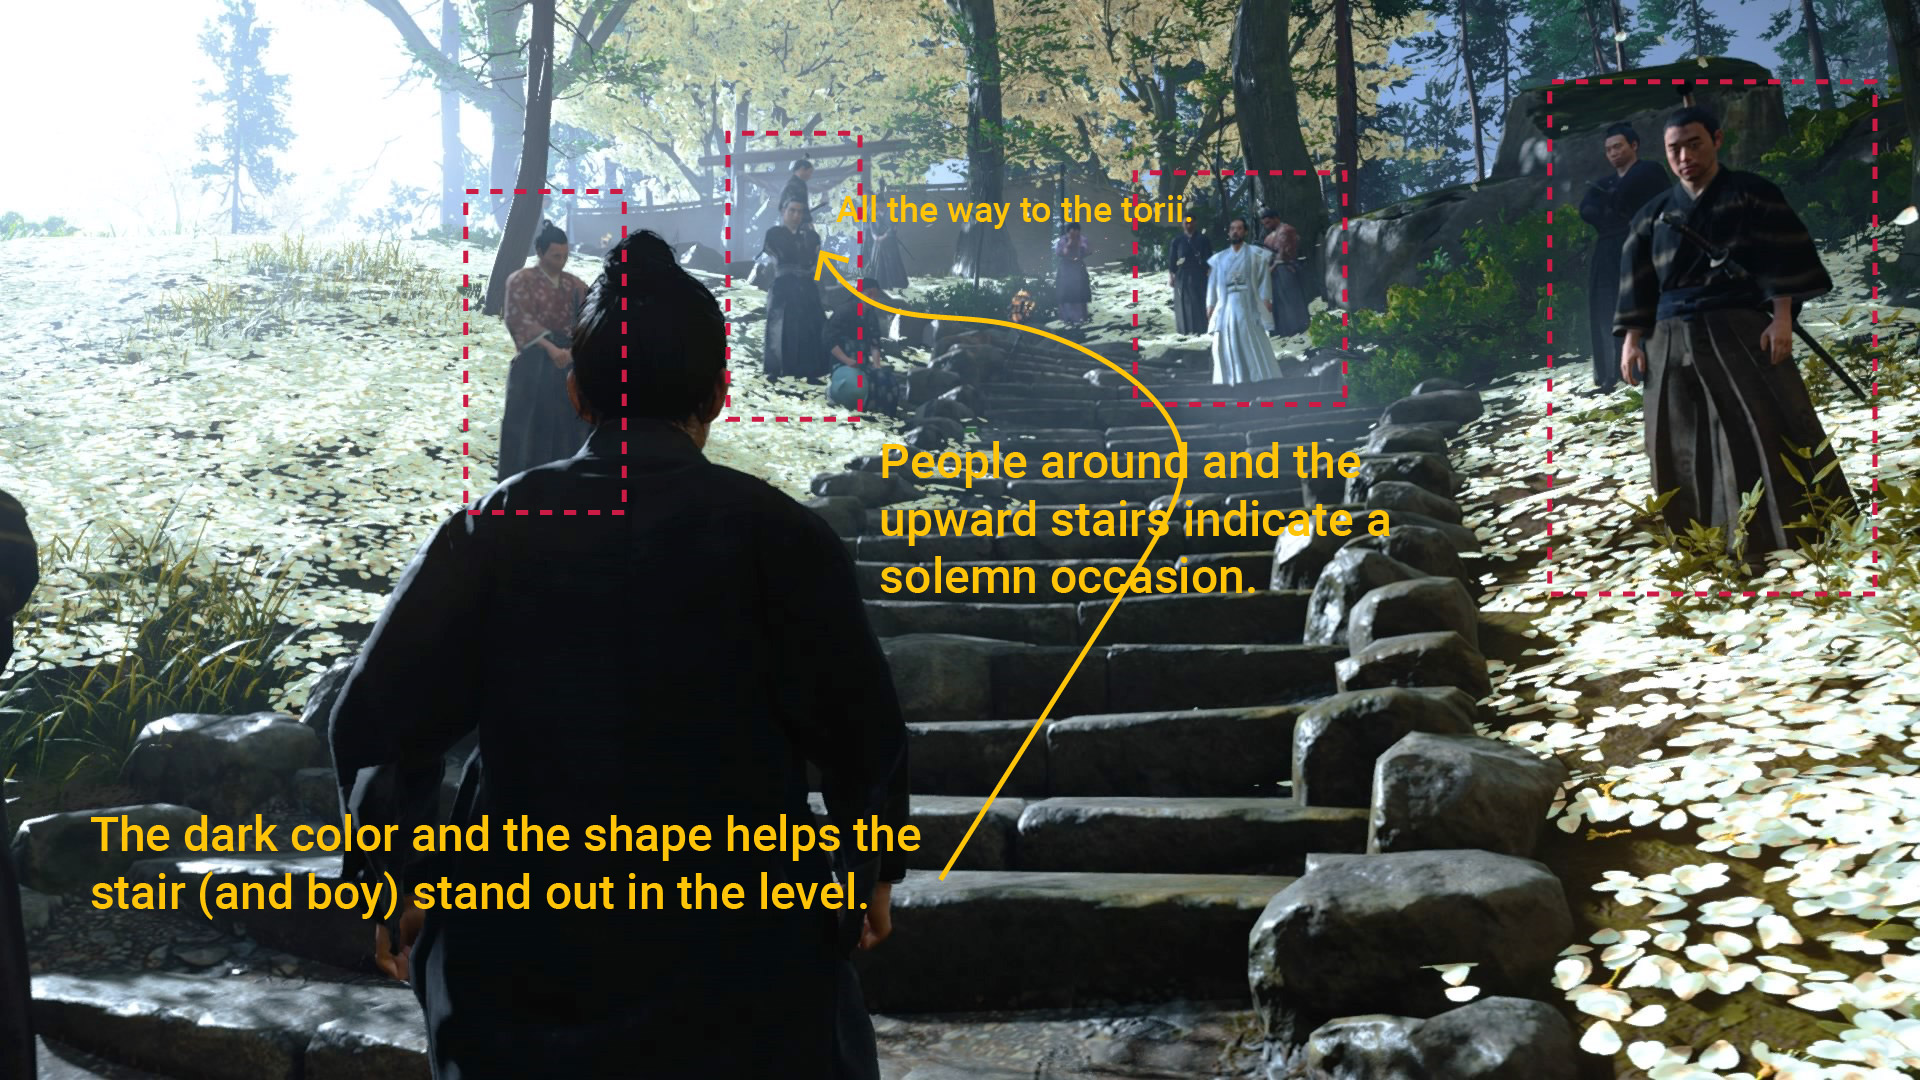 All the way to the torii.
People around and the
upward stairs indicate a
solemn occasion.
The dark color and the shape helps the
stair (and boy) stand out in the level.